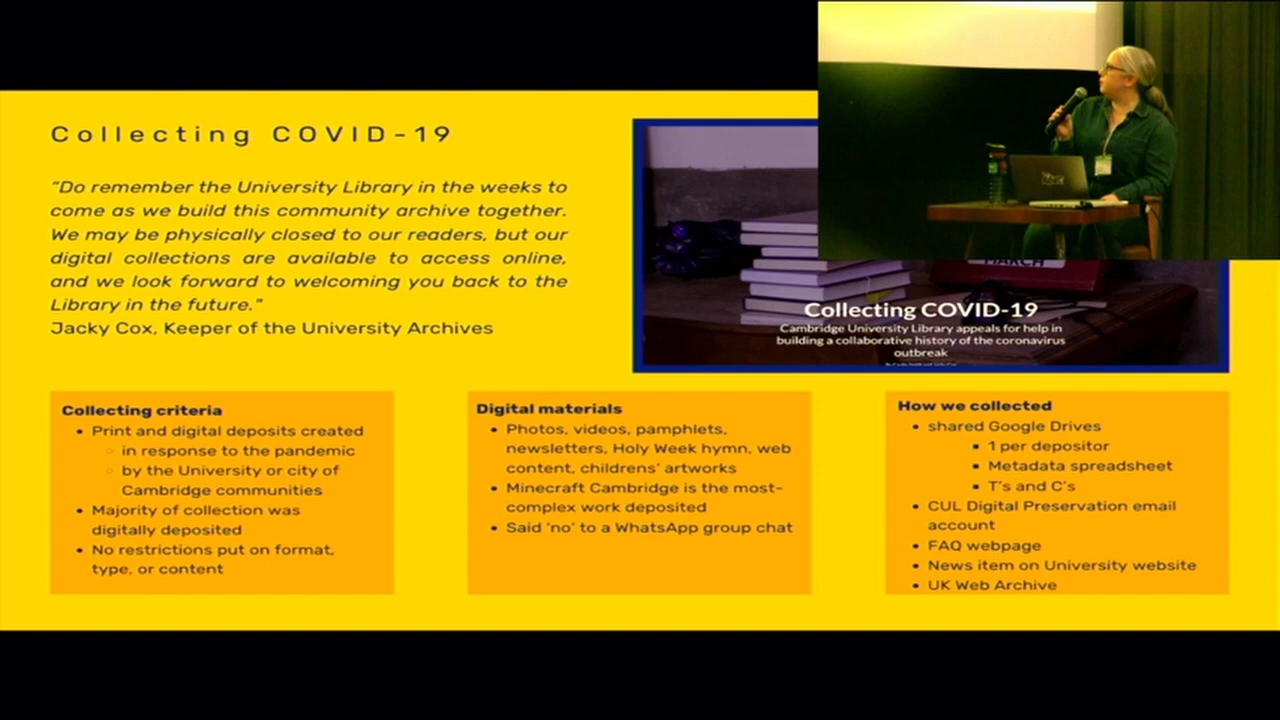 Collecting COVID-19
"Do remember the University Library in the weeks to
come as we build this community archive together.
We may be physically closed to our readers, but our
digital collections are available to access online,
and we look forward to welcoming you back to the
Library in the future."
Jacky Cox, Keeper of the University Archives
MARCH
Collecting COVID-19
Cambridge University Library appeals for help in
building a collaborative history of the coronavirus
outbreak
Collecting criteria
• Print and digital deposits created
○ in response to the pandemic
○ by the University or city of
Cambridge communities
• Majority of collection was
digitally deposited
• No restrictions put on format,
type, or content
Digital materials
• Photos, videos, pamphlets,
newsletters, Holy Week hymn, web
content, childrens' artworks
• Minecraft Cambridge is the most-
complex work deposited
• Said 'no' to a WhatsApp group chat
How we collected
• shared Google Drives
▪ 1 per depositor
▪ Metadata spreadsheet
▪ T's and C's
• CUL Digital Preservation email
account
• FAQ webpage
• News item on University website
• UK Web Archive